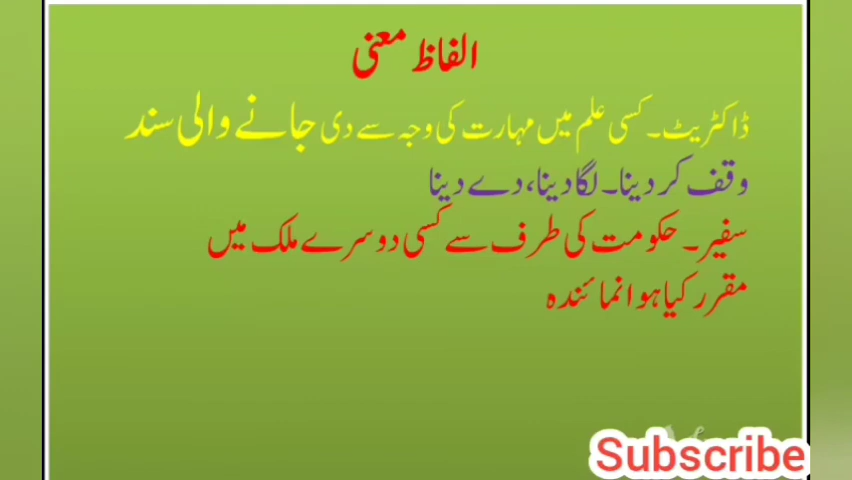 الفاظ معنی
ڈاکٹریٹ۔ کسی علم میں مہارت کی وجہ سے دی جانے والی سند
وقف کر دینا۔ لگا دینا، دے دینا
سفیر۔ حکومت کی طرف سے کسی دوسرے ملک میں
مقرر کیا ہوا نمائندہ
Subscribe